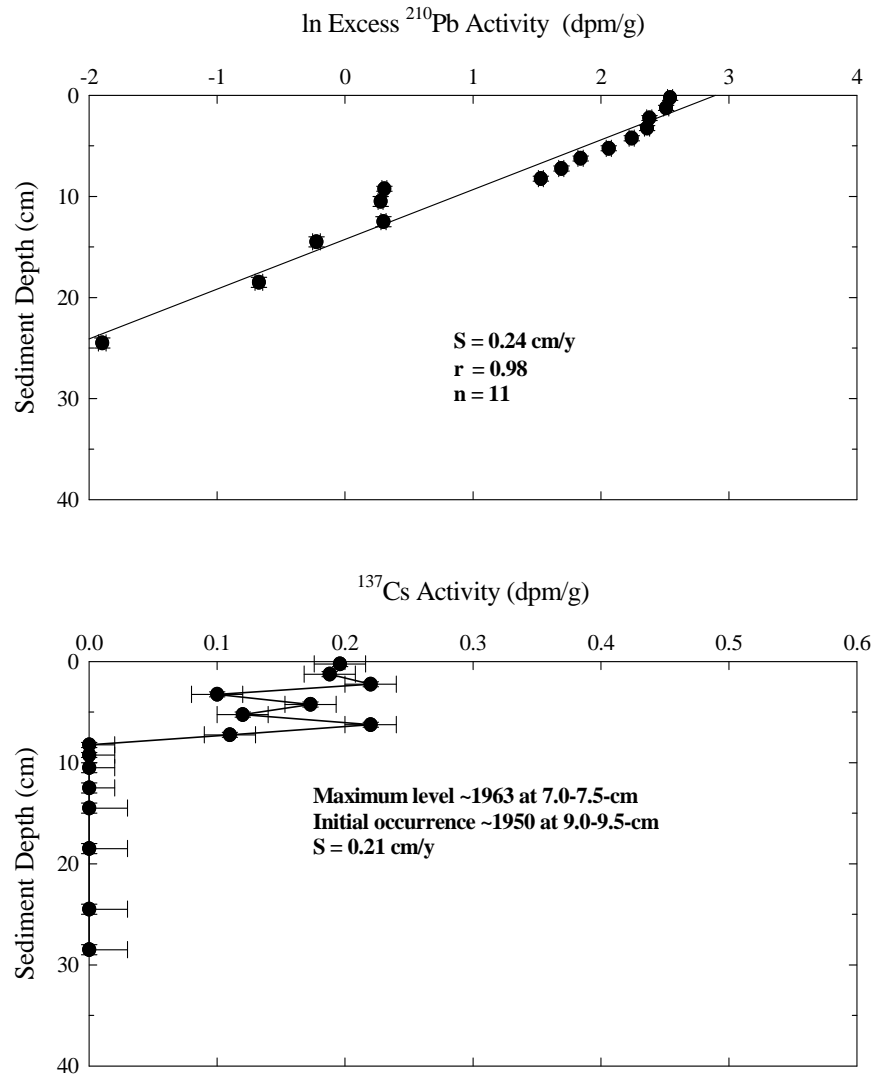 ln Excess ²¹⁰Pb Activity (dpm/g)
-2 -1 0 1 2 3 4
Sediment Depth (cm)
0
10
20
30
40
S = 0.24 cm/y
r = 0.98
n = 11
¹³⁷Cs Activity (dpm/g)
0.0 0.1 0.2 0.3 0.4 0.5 0.6
Sediment Depth (cm)
0
10
20
30
40
Maximum level ~1963 at 7.0-7.5-cm
Initial occurrence ~1950 at 9.0-9.5-cm
S = 0.21 cm/y